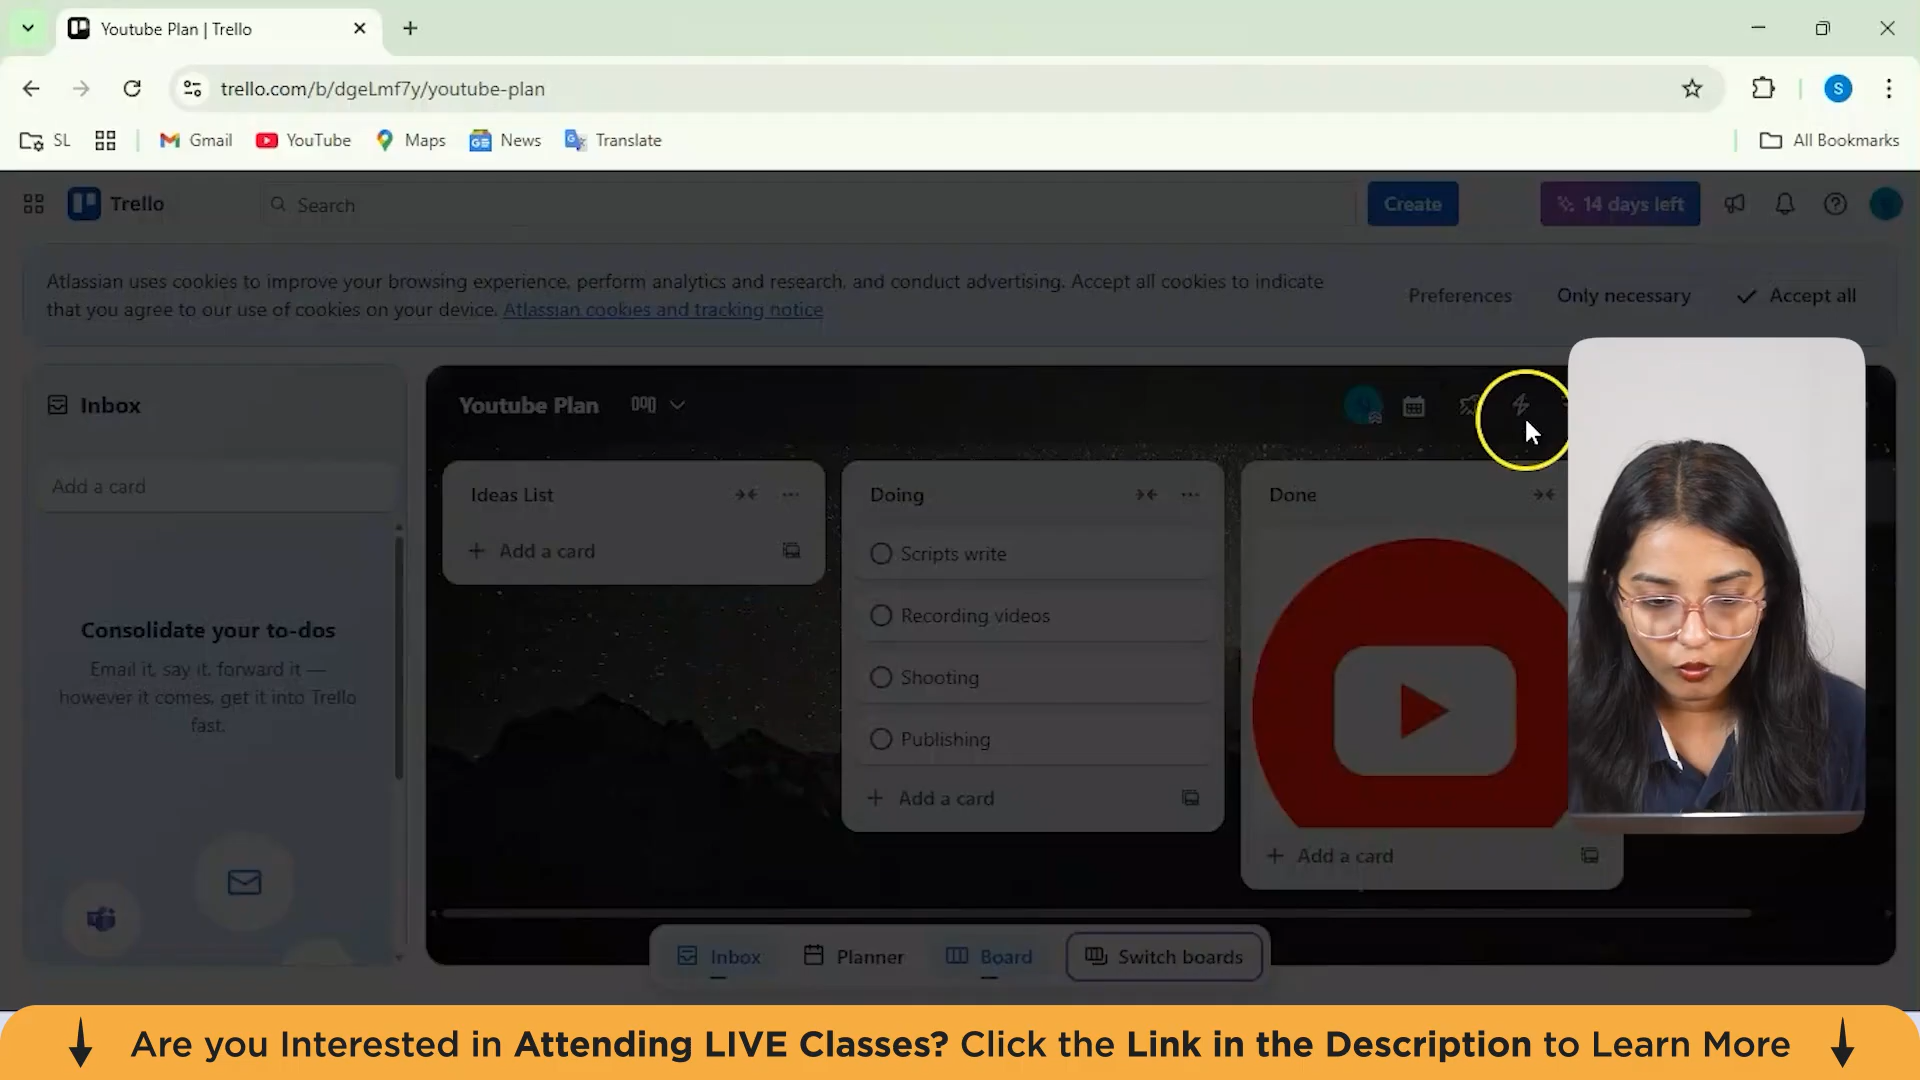 Youtube Plan | Trello
trello.com/b/dgeLmf7y/youtube-plan
SL
Gmail
YouTube
Maps
News
Translate
All Bookmarks
S
Trello
Search
Create
14 days left
Atlassian uses cookies to improve your browsing experience, perform analytics and research, and conduct advertising. Accept all cookies to indicate
that you agree to our use of cookies on your device. Atlassian cookies and tracking notice
Preferences
Only necessary
Accept all
Inbox
Add a card
Consolidate your to-dos
Email it, say it, forward it —
however it comes, get it into Trello
fast.
Youtube Plan
Ideas List
Add a card
Doing
Scripts write
Recording videos
Shooting
Publishing
Add a card
Done
Add a card
Inbox
Planner
Board
Switch boards
Are you Interested in Attending LIVE Classes? Click the Link in the Description to Learn More